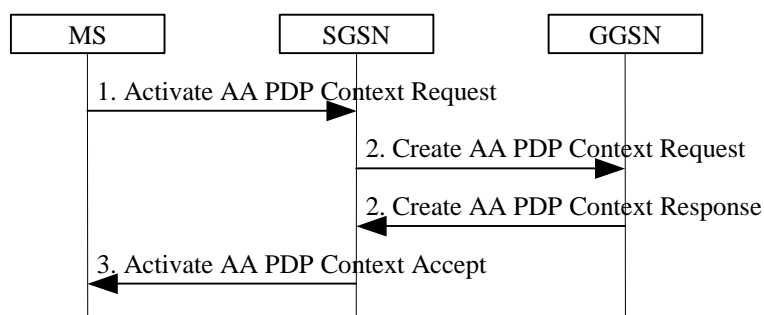 MS SGSN GGSN
1. Activate AA PDP Context Request
2. Create AA PDP Context Request
2. Create AA PDP Context Response
3. Activate AA PDP Context Accept